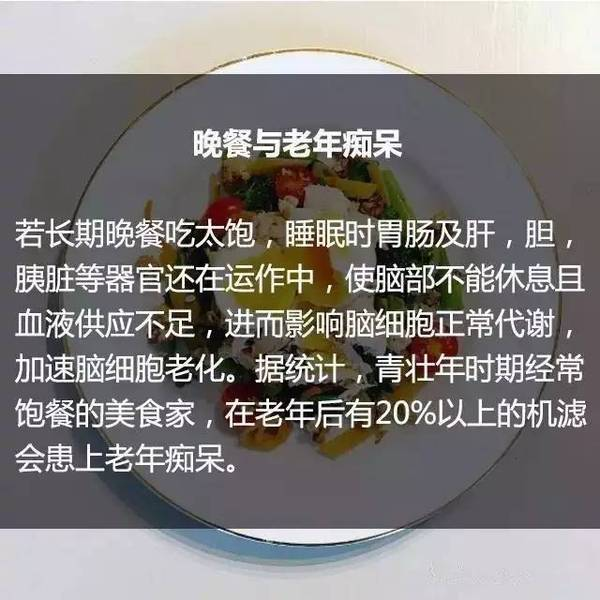 晚餐与老年痴呆
若长期晚餐吃太饱，睡眠时胃肠及肝，胆，
胰脏等器官还在运作中，使脑部不能休息且
血液供应不足，进而影响脑细胞正常代谢，
加速脑细胞老化。据统计，青壮年时期经常
饱餐的美食家，在老年后有20%以上的机滤
会患上老年痴呆。